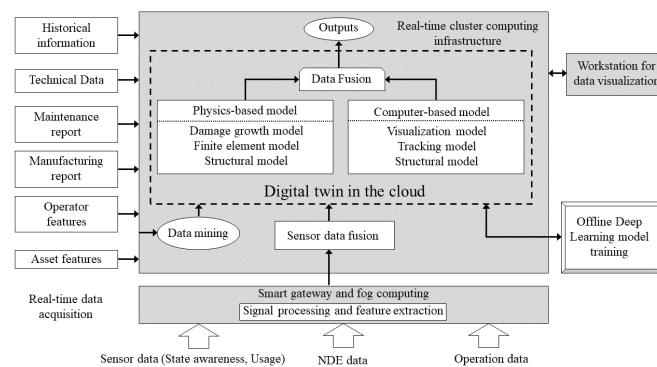 Historical
information
Technical Data
Maintenance
report
Manufacturing
report
Operator
features
Asset features
Real-time data
acquisition
Outputs
Real-time cluster computing
infrastructure
Data Fusion
Physics-based model
Damage growth model
Finite element model
Structural model
Computer-based model
Visualization model
Tracking model
Structural model
Digital twin in the cloud
Data mining
Sensor data fusion
Workstation for
data visualization
Offline Deep
Learning model
training
Smart gateway and fog computing
Signal processing and feature extraction
Sensor data (State awareness, Usage)
NDE data
Operation data